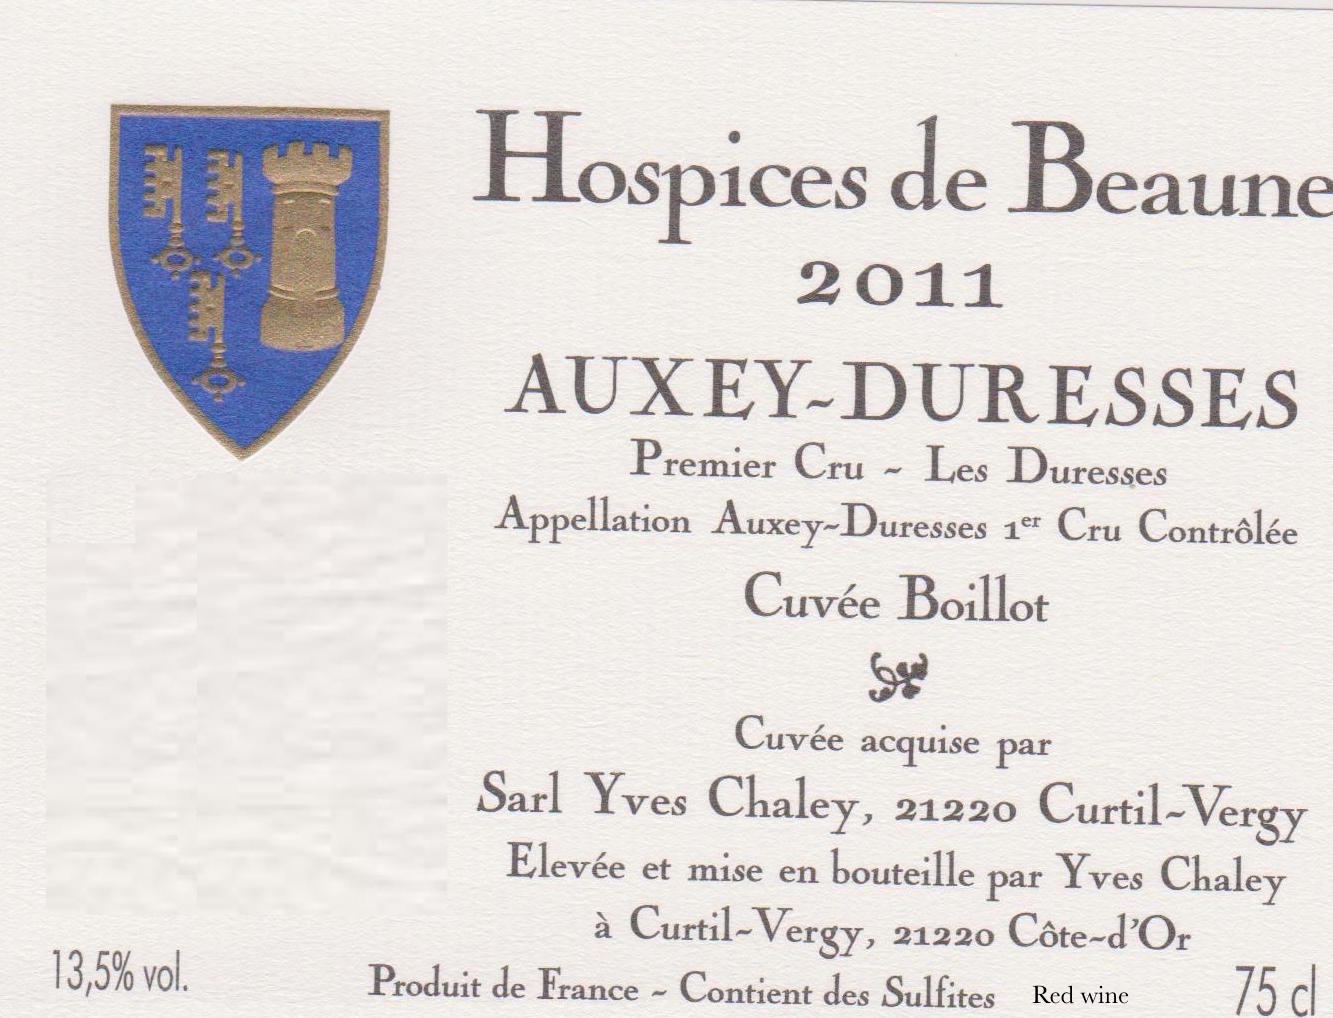 Hospices de Beaune
2011
AUXEY~DURESSES
Premier Cru ~ Les Duresses
Appellation Auxey~Duresses 1er Cru Contrôlée
Cuvée Boillot
Cuvée acquise par
Sarl Yves Chaley, 21220 Curtil~Vergy
Elevée et mise en bouteille par Yves Chaley
à Curtil~Vergy, 21220 Côte~d'Or
13,5% vol.
Produit de France ~ Contient des Sulfites
Red wine
75 cl